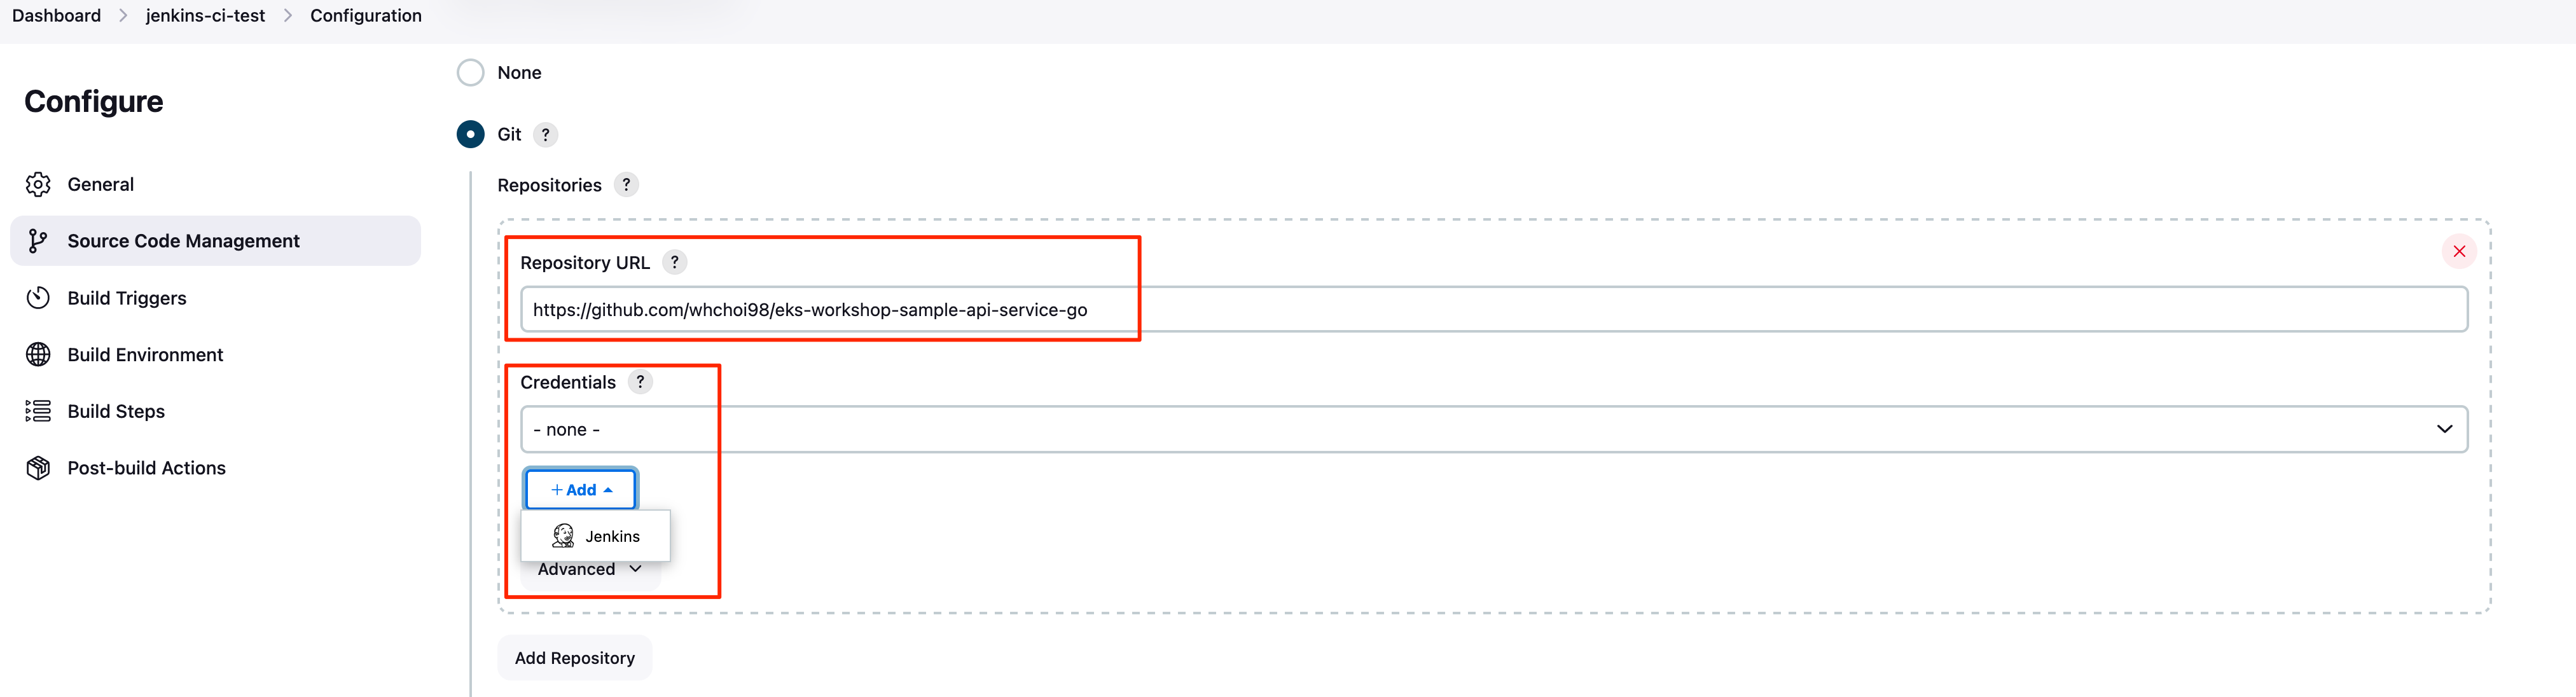 Dashboard > jenkins-ci-test > Configuration
Configure
General
Source Code Management
Build Triggers
Build Environment
Build Steps
Post-build Actions
None
Git ?
Repositories ?
Repository URL ?
https://github.com/whchoi98/eks-workshop-sample-api-service-go
Credentials ?
- none -
+ Add
Jenkins
Advanced
Add Repository